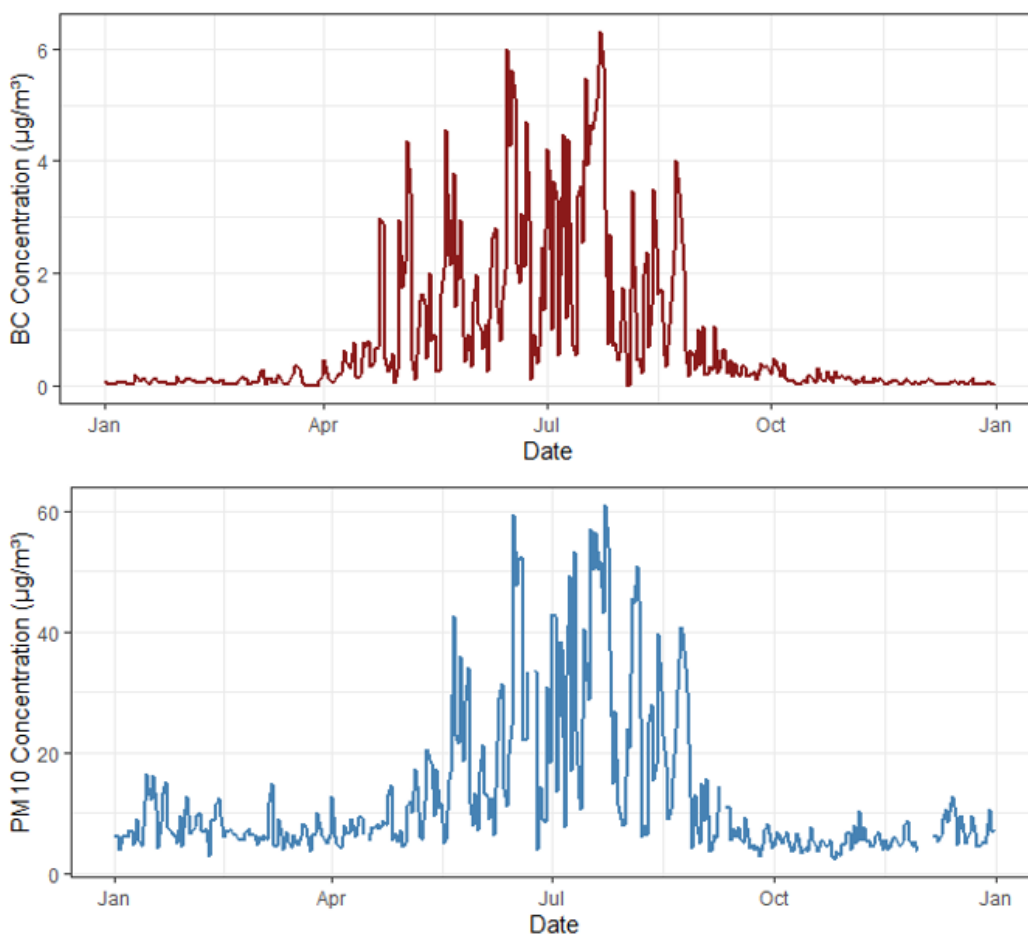 BC Concentration (µg/m³)
6
4
2
0
Jan Apr Jul Oct Jan
Date
PM10 Concentration (µg/m³)
60
40
20
0
Jan Apr Jul Oct Jan
Date